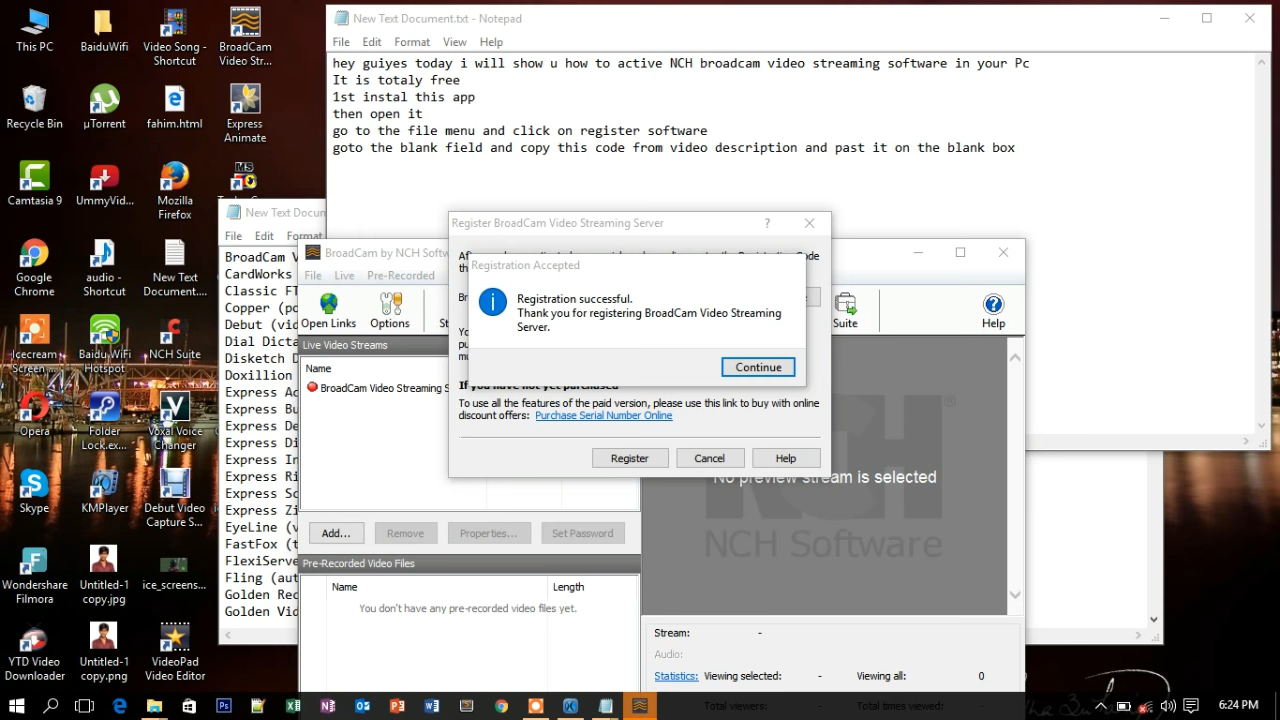 This PC
BaiduWifi
Video Song - Shortcut
BroadCam Video Str...
Recycle Bin
µTorrent
fahim.html
Express Animate
MS
Camtasia 9
UmmyVid...
Mozilla Firefox
Google Chrome
audio - Shortcut
New Text Document....
Icecream Screen ...
Baidu WiFi Hotspot
NCH Suite
Opera
Folder Lock.ex...
Voxal Voice Changer
Skype
KMPlayer
Debut Video Capture S...
Wondershare Filmora
Untitled-1 copy.jpg
ice_screens...
YTD Video Downloader
Untitled-1 copy.png
VideoPad Video Editor
New Text Document.txt - Notepad
File Edit Format View Help
hey guiyes today i will show u how to active NCH broadcam video streaming software in your Pc
It is totaly free
1st instal this app
then open it
go to the file menu and click on register software
goto the blank field and copy this code from video description and past it on the blank box
New Text Docum
File Edit Format
BroadCam V
CardWorks
Classic FT
Copper (po
Debut (vid
Dial Dicta
Disketch D
Doxillion
Express Ac
Express Bu
Express De
Express Di
Express In
Express Ri
Express Sc
Express Zi
EyeLine (v
FastFox (t
FlexiServe
Fling (aut
Golden Rec
Golden Vid
BroadCam by NCH Softw
File Live Pre-Recorded
Open Links Options St Suite Help
Live Video Streams
Name
BroadCam Video Streaming S
Add... Remove Properties... Set Password
Pre-Recorded Video Files
Name Length
You don't have any pre-recorded video files yet.
No preview stream is selected
NCH Software
Stream: -
Audio:
Statistics: Viewing selected: - Viewing all: 0
Total viewers: - Total times viewed: -
Register BroadCam Video Streaming Server ?
Registration Accepted
Registration successful.
Thank you for registering BroadCam Video Streaming
Server.
Continue
If you have not yet purchased
To use all the features of the paid version, please use this link to buy with online
discount offers: Purchase Serial Number Online
Register Cancel Help
6:24 PM